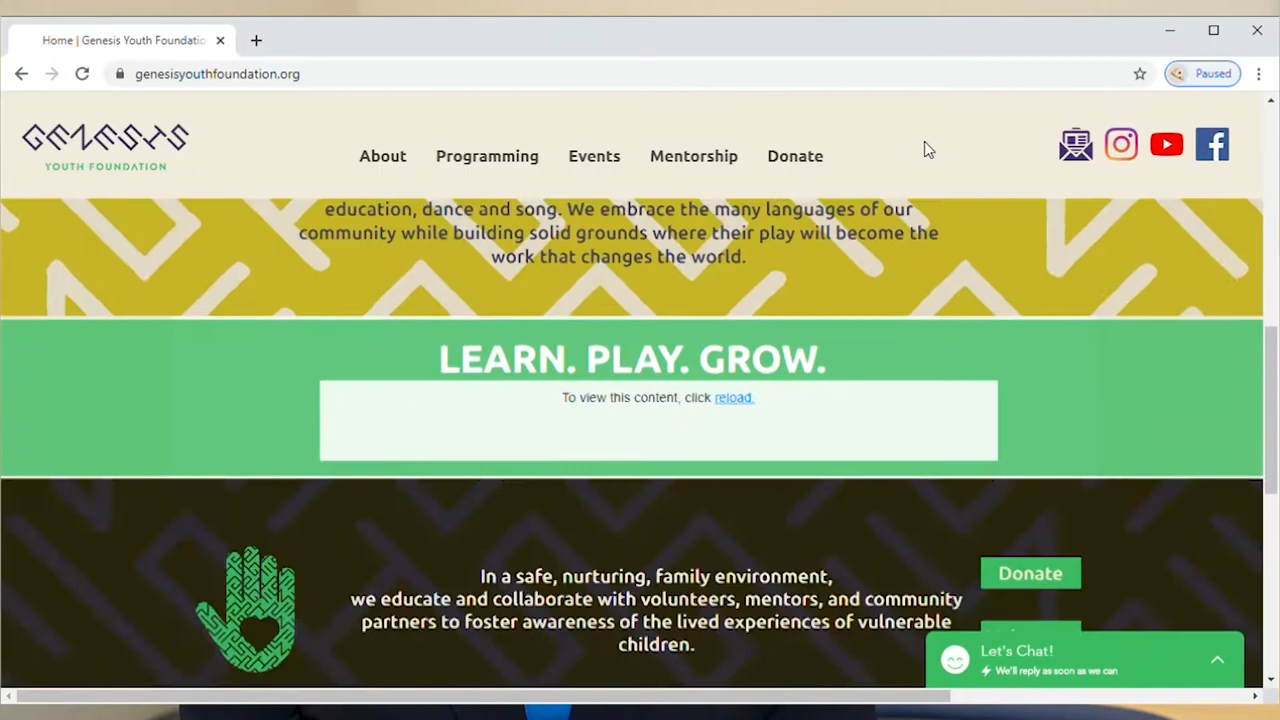 Home | Genesis Youth Foundatio
genesisyouthfoundation.org
Paused
GENESIS
YOUTH FOUNDATION
About Programming Events Mentorship Donate
education, dance and song. We embrace the many languages of our
community while building solid grounds where their play will become the
work that changes the world.
LEARN. PLAY. GROW.
To view this content, click reload.
In a safe, nurturing, family environment,
we educate and collaborate with volunteers, mentors, and community
partners to foster awareness of the lived experiences of vulnerable
children.
Donate
Let's Chat!
We'll reply as soon as we can